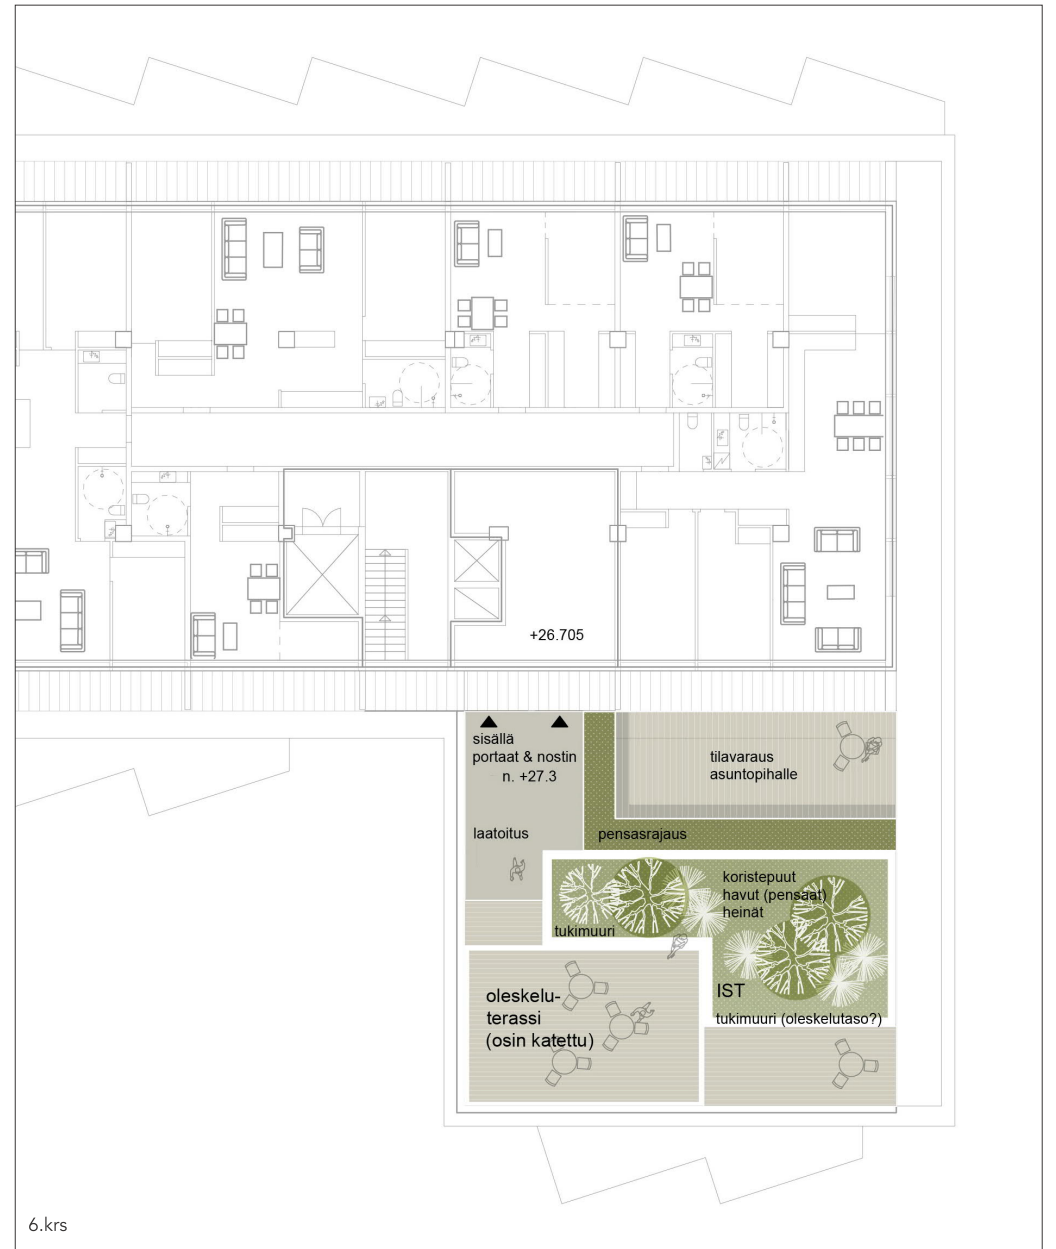 +26.705
sisällä
portaat & nostin
n. +27.3
tilavaraus
asuntopihalle
laatoitus
pensasrajaus
koristepuut
havut (pensaat)
heinät
tukimuuri
IST
tukimuuri (oleskelutaso?)
oleskelu-
terassi
(osin katettu)
6.krs